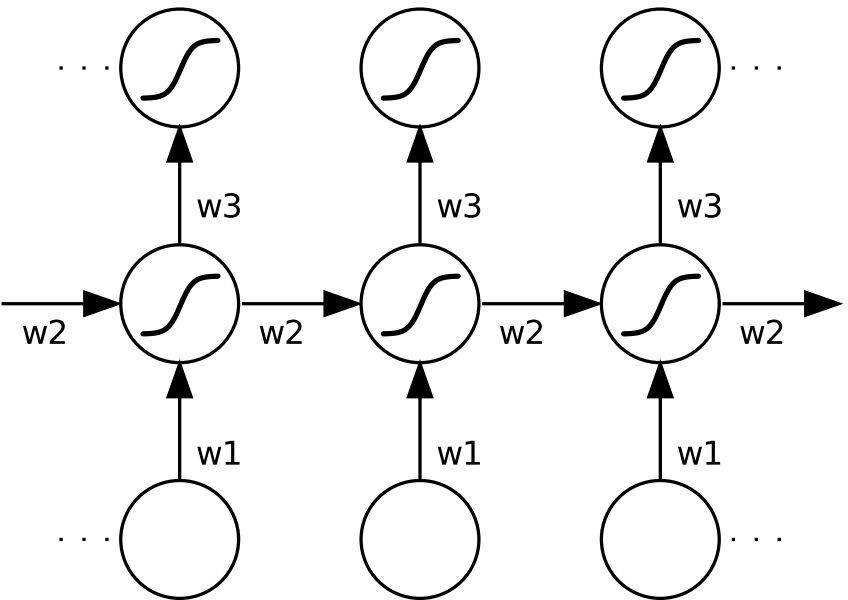 . . . . . .
w3 w3 w3
w2 w2 w2 w2
w1 w1 w1
. . . . . .